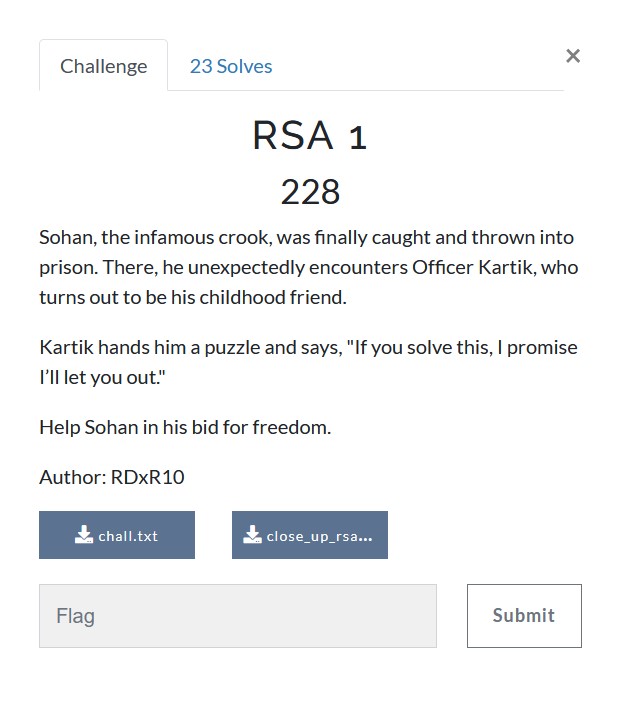 Challenge
23 Solves
×
RSA 1
228
Sohan, the infamous crook, was finally caught and thrown into
prison. There, he unexpectedly encounters Officer Kartik, who
turns out to be his childhood friend.
Kartik hands him a puzzle and says, "If you solve this, I promise
I’ll let you out."
Help Sohan in his bid for freedom.
Author: RDxR10
chall.txt
close_up_rsa...
Flag
Submit